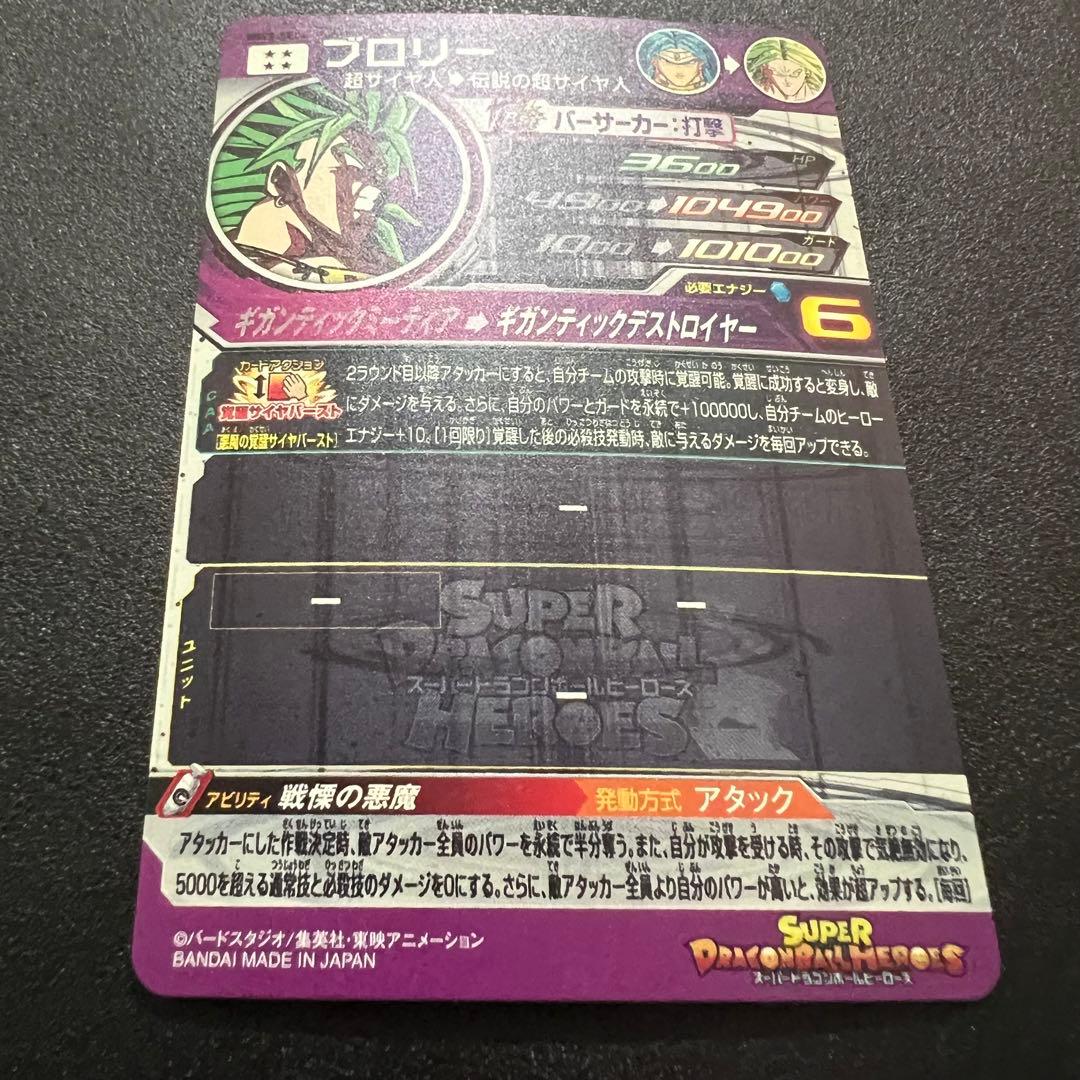 ブロリー
超サイヤ人➡伝説の超サイヤ人
バーサーカー:打撃
3600 HP
4900➡104900 パワー
1000➡101000 ガード
必要エナジー 6
ギガンティックミーティア➡ギガンティックデストロイヤー
CAA
カードアクション
覚醒サイヤバースト
[悪魔の覚醒サイヤバースト]
2ラウンド目以降アタッカーにすると、自分チームの攻撃時に覚醒可能。覚醒に成功すると変身し、敵
にダメージを与える。さらに、自分のパワーとガードを永続で+100000し、自分チームのヒーロー
エナジー+10。[1回限り]覚醒した後の必殺技発動時、敵に与えるダメージを毎回アップできる。
ー
ユニット
ー ー
SUPER
DRAGONBALL
スーパードラゴンボールヒーローズ
ー
HEROES
アビリティ 戦慄の悪魔 発動方式 アタック
アタッカーにした作戦決定時、敵アタッカー全員のパワーを永続で半分奪う。また、自分が攻撃を受ける時、その攻撃で気絶無効になり、
5000を超える通常技と必殺技のダメージを0にする。さらに、敵アタッカー全員より自分のパワーが高いと、効果が超アップする。[毎回]
©バードスタジオ/集英社・東映アニメーション
BANDAI MADE IN JAPAN
SUPER
DRAGONBALL HEROES
スーパードラゴンボールヒーローズ